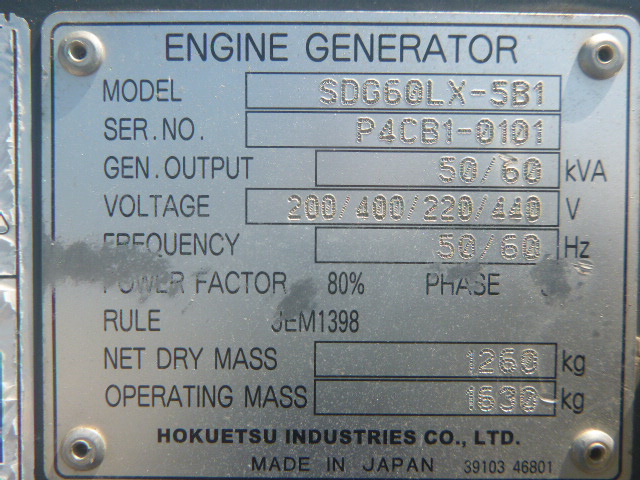 ENGINE GENERATOR
MODEL SDG60LX-5B1
SER.NO. P4CB1-0101
GEN.OUTPUT 50/60 kVA
VOLTAGE 200/400/220/440 V
FREQUENCY 50/60 Hz
POWER FACTOR 80% PHASE
RULE JEM1398
NET DRY MASS 1260 kg
OPERATING MASS 1630 kg
HOKUETSU INDUSTRIES CO., LTD.
MADE IN JAPAN 39103 46801